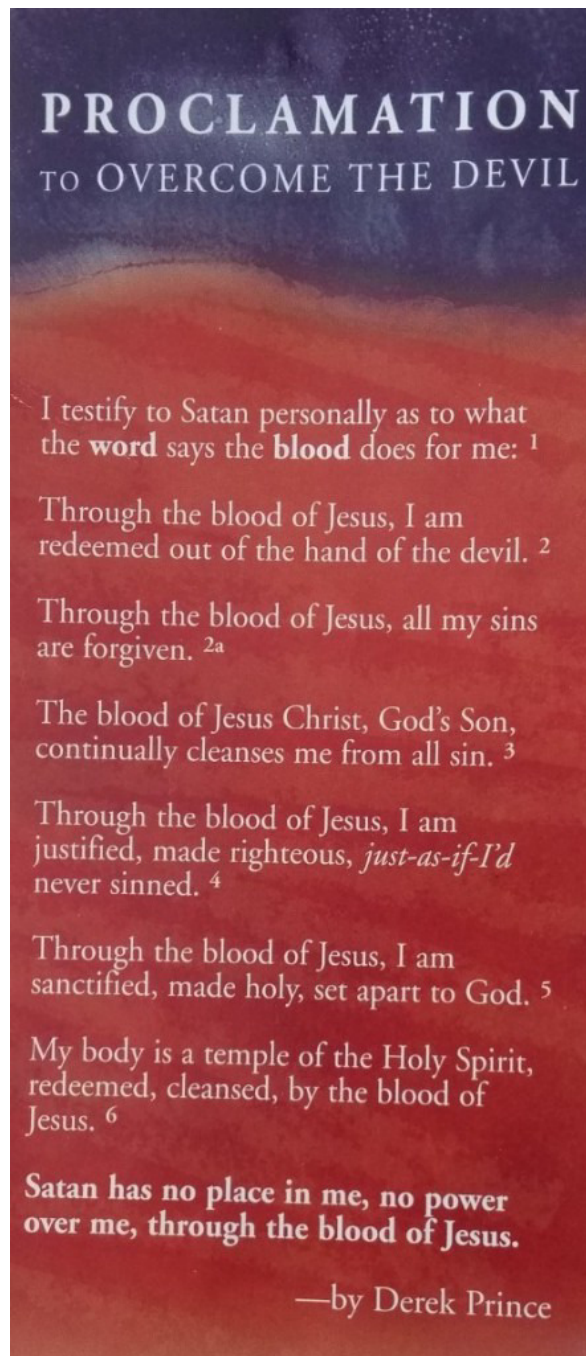 PROCLAMATION
TO OVERCOME THE DEVIL
I testify to Satan personally as to what
the word says the blood does for me: 1
Through the blood of Jesus, I am
redeemed out of the hand of the devil. 2
Through the blood of Jesus, all my sins
are forgiven. 2a
The blood of Jesus Christ, God's Son,
continually cleanses me from all sin. 3
Through the blood of Jesus, I am
justified, made righteous, just-as-if-I'd
never sinned. 4
Through the blood of Jesus, I am
sanctified, made holy, set apart to God. 5
My body is a temple of the Holy Spirit,
redeemed, cleansed, by the blood of
Jesus. 6
Satan has no place in me, no power
over me, through the blood of Jesus.
—by Derek Prince